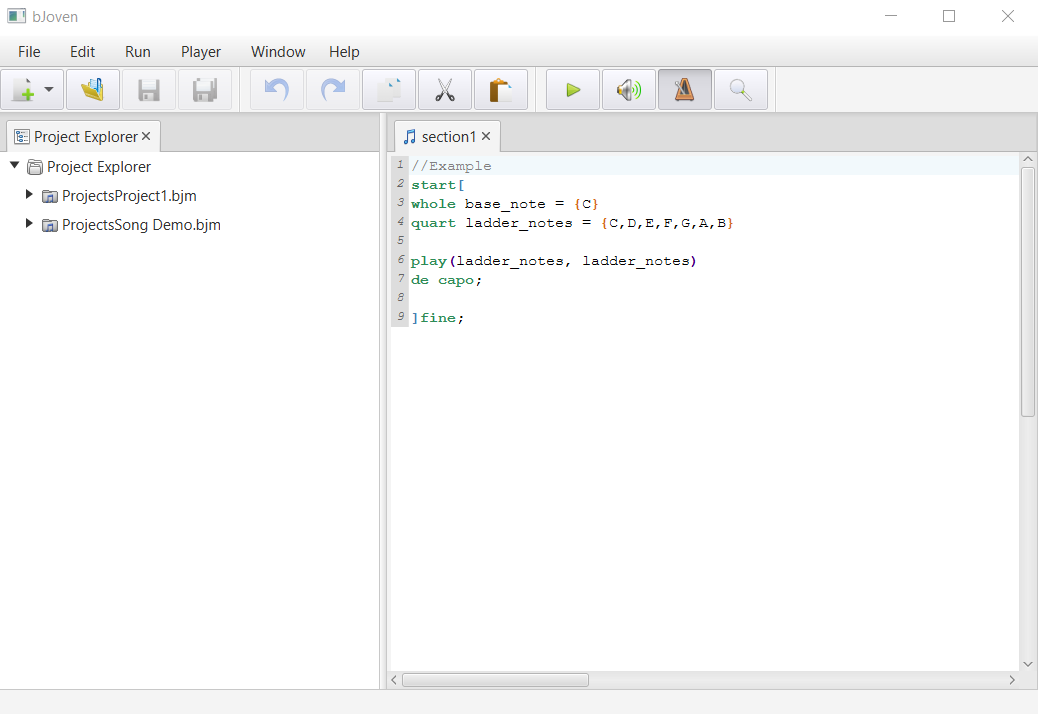 bJoven
File Edit Run Player Window Help
Project Explorer
section1
Project Explorer
ProjectsProject1.bjm
ProjectsSong Demo.bjm
1 //Example
2 start[
3 whole base_note = {C}
4 quart ladder_notes = {C,D,E,F,G,A,B}
5
6 play(ladder_notes, ladder_notes)
7 de capo;
8
9 ]fine;